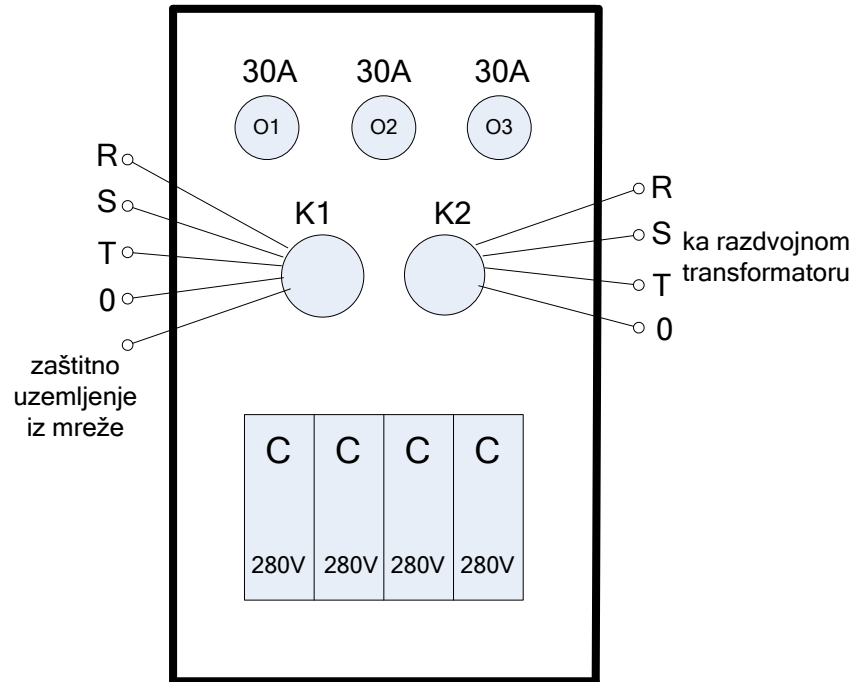 30A 30A 30A
O1 O2 O3
R
S
T
0
zaštitno
uzemljenje
iz mreže
K1 K2
R
S
T
0
ka razdvojnom
transformatoru
C C C C
280V 280V 280V 280V